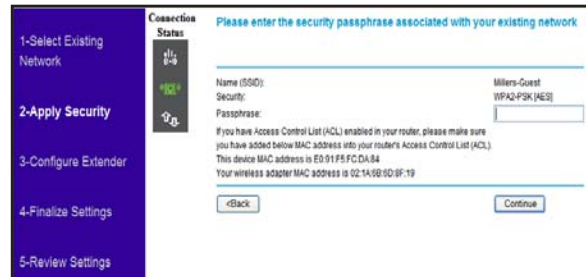 1-Select Existing
Network
2-Apply Security
3-Configure Extender
4-Finalize Settings
5-Review Settings
Connection
Status
Please enter the security passphrase associated with your existing network
Name (SSID): Millers-Guest
Security: WPA2-PSK [AES]
Passphrase:
If you have Access Control List (ACL) enabled in your router, please make sure
you have added below MAC address into your router's Access Control List (ACL).
This device MAC address is E0:91:F5:FC:DA:84
Your wireless adapter MAC address is 02:1A:6B:6D:8F:19
<Back Continue